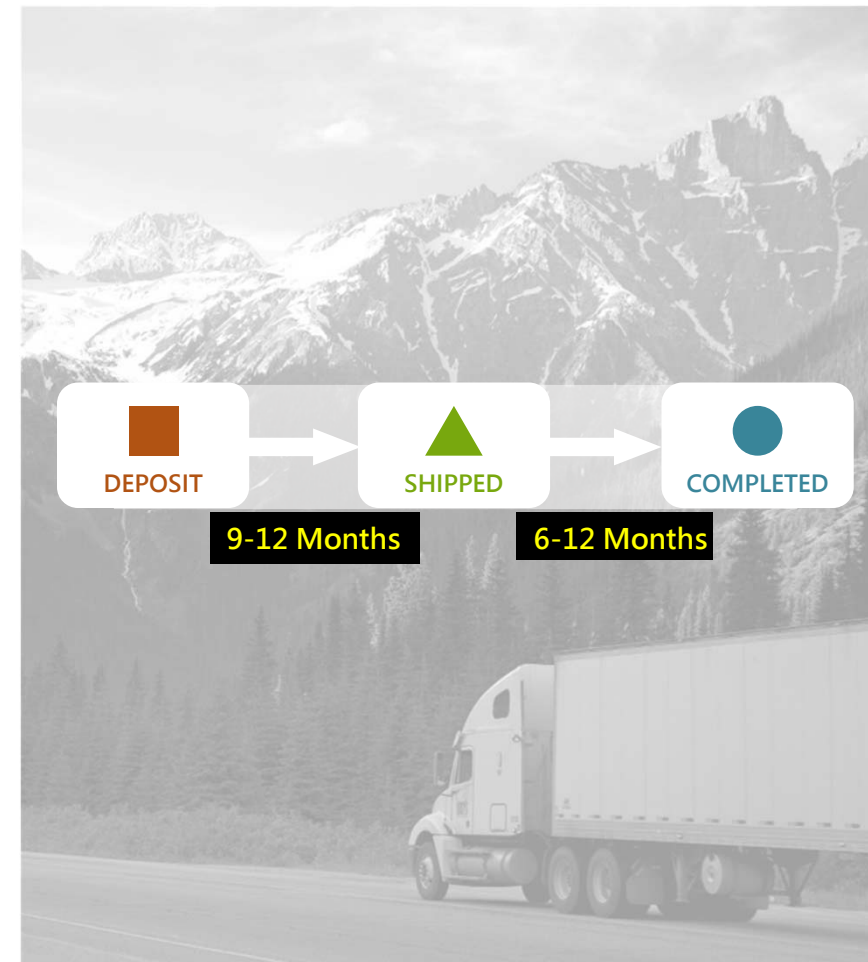 DEPOSIT
SHIPPED
COMPLETED
9-12 Months
6-12 Months